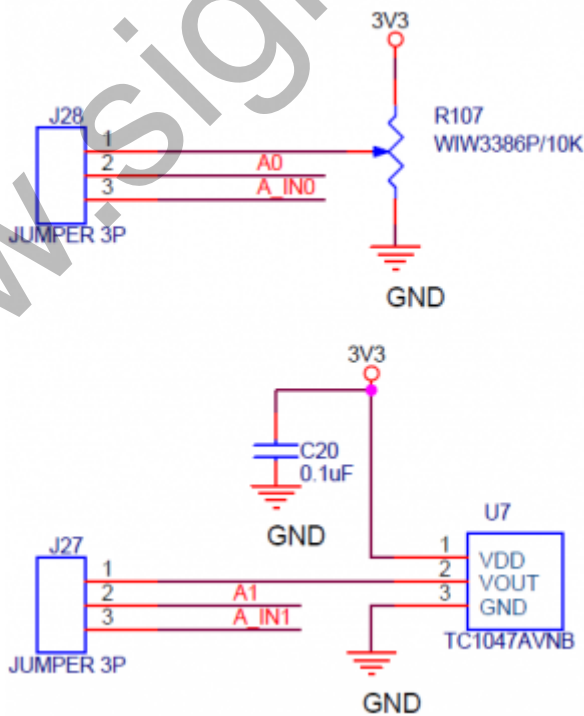 3V3
J28
1
2
3
A0
A_IN0
JUMPER 3P
R107
WIW3386P/10K
GND
3V3
C20
0.1uF
GND
J27
1
2
3
A1
A_IN1
JUMPER 3P
U7
1
2
3
VDD
VOUT
GND
TC1047AVNB
GND
w.sig